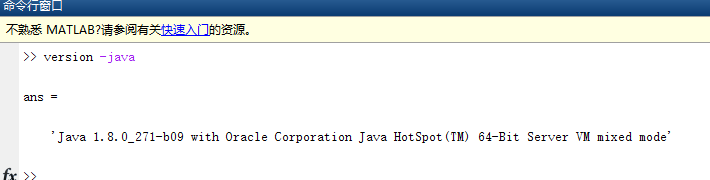 命令行窗口
不熟悉 MATLAB?请参阅有关快速入门的资源。
>> version -java
ans =
'Java 1.8.0_271-b09 with Oracle Corporation Java HotSpot(TM) 64-Bit Server VM mixed mode'
fx >>